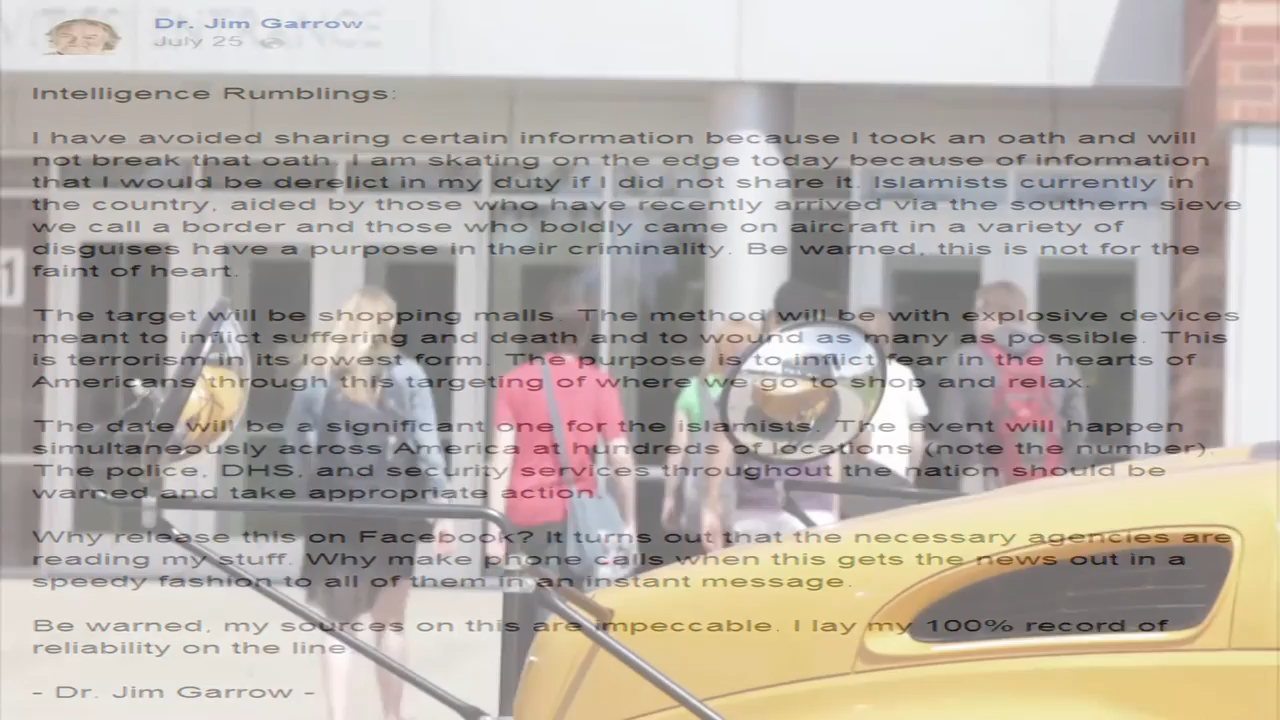 Dr. Jim Garrow
July 25
Intelligence Rumblings:
I have avoided sharing certain information because I took an oath and will
not break that oath. I am skating on the edge today because of information
that I would be derelict in my duty if I did not share it. Islamists currently in
the country, aided by those who have recently arrived via the southern sieve
we call a border and those who boldly came on aircraft in a variety of
disguises have a purpose in their criminality. Be warned, this is not for the
faint of heart.
The target will be shopping malls. The method will be with explosive devices
meant to inflict suffering and death and to wound as many as possible. This
is terrorism in its lowest form. The purpose is to inflict fear in the hearts of
Americans through this targeting of where we go to shop and relax.
The date will be a significant one for the islamists. The event will happen
simultaneously across America at hundreds of locations (note the number).
The police, DHS, and security services throughout the nation should be
warned and take appropriate action.
Why release this on Facebook? It turns out that the necessary agencies are
reading my stuff. Why make phone calls when this gets the news out in a
speedy fashion to all of them in an instant message.
Be warned, my sources on this are impeccable. I lay my 100% record of
reliability on the line.
- Dr. Jim Garrow -
1